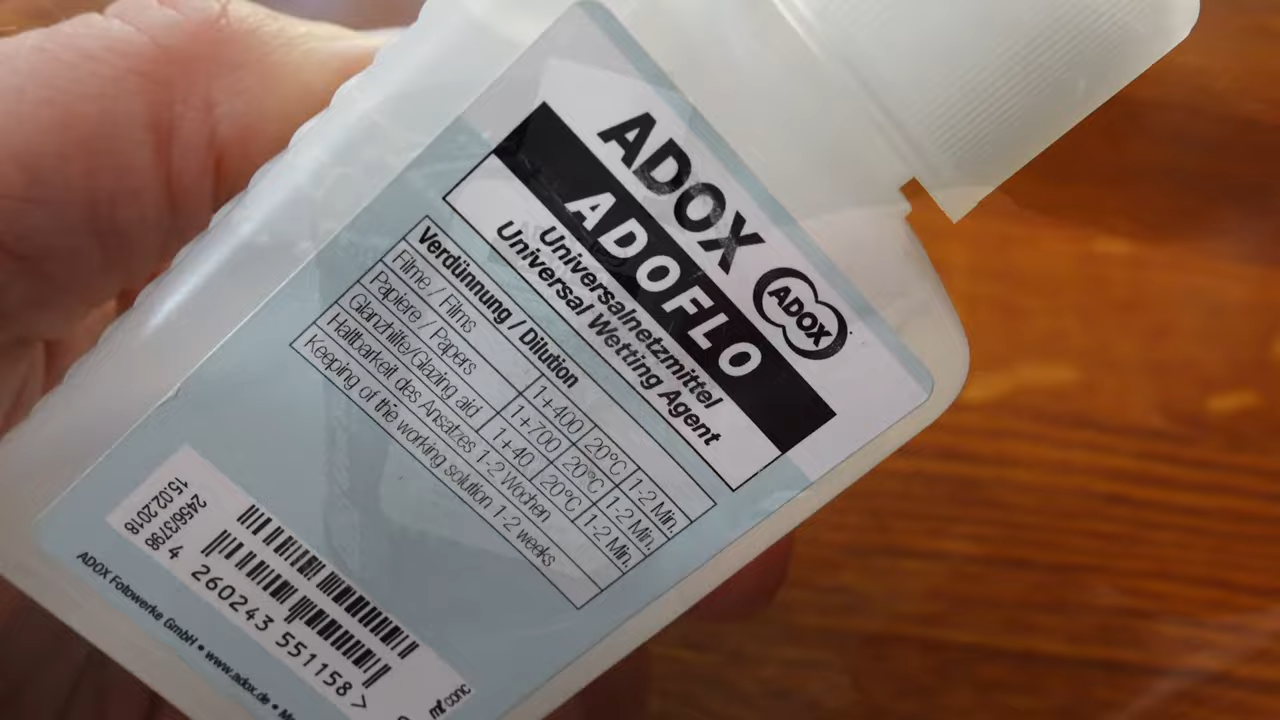 ADOX
ADOX
ADOFLO
Universalnetzmittel
Universal Wetting Agent
Verdünnung / Dilution
Filme / Films 1+400 20°C 1-2 Min.
Papiere / Papers 1+700 20°C 1-2 Min.
Glanzhilfe/Glazing aid 1+40 20°C 1-2 Min.
Haltbarkeit des Ansatzes 1-2 Wochen
Keeping of the working solution 1-2 weeks
2456/3798
15.02.2018
4 260243 551158 >
ml conc
ADOX Fotowerke GmbH • www.adox.de •